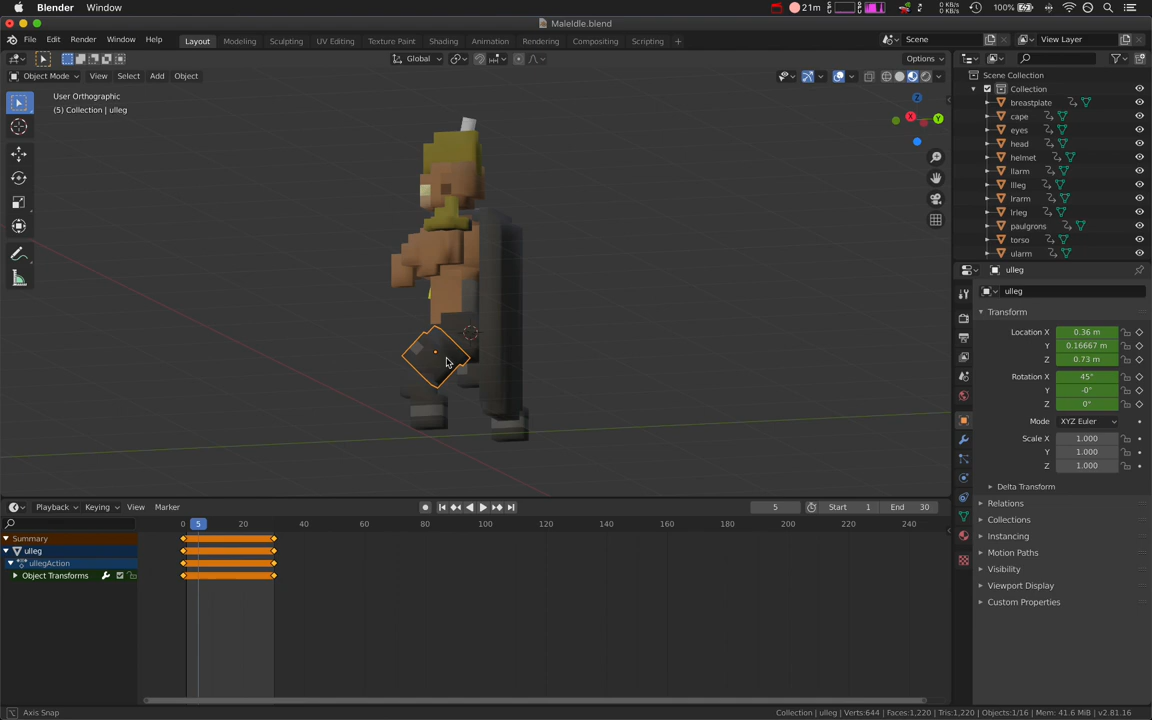 Blender Window 21m 0 KB/s 0 KB/s 100%
MaleIdle.blend
File Edit Render Window Help Layout Modeling Sculpting UV Editing Texture Paint Shading Animation Rendering Compositing Scripting + Scene View Layer
Global Options
Object Mode View Select Add Object
User Orthographic
(5) Collection | ulleg
X Y Z
Scene Collection
Collection
breastplate
cape
eyes
head
helmet
llarm
llleg
lrarm
lrleg
paulgrons
torso
ularm
ulleg
ulleg
Transform
Location X 0.36 m
Y 0.16667 m
Z 0.73 m
Rotation X 45°
Y -0°
Z 0°
Mode XYZ Euler
Scale X 1.000
Y 1.000
Z 1.000
Delta Transform
Relations
Collections
Instancing
Motion Paths
Visibility
Viewport Display
Custom Properties
Playback Keying View Marker 5 Start 1 End 30
0 5 20 40 60 80 100 120 140 160 180 200 220 240
Summary
ulleg
ullegAction
Object Transforms
Axis Snap Collection | ulleg | Verts:644 | Faces:1,220 | Tris:1,220 | Objects:1/16 | Mem: 41.6 MiB | v2.81.16